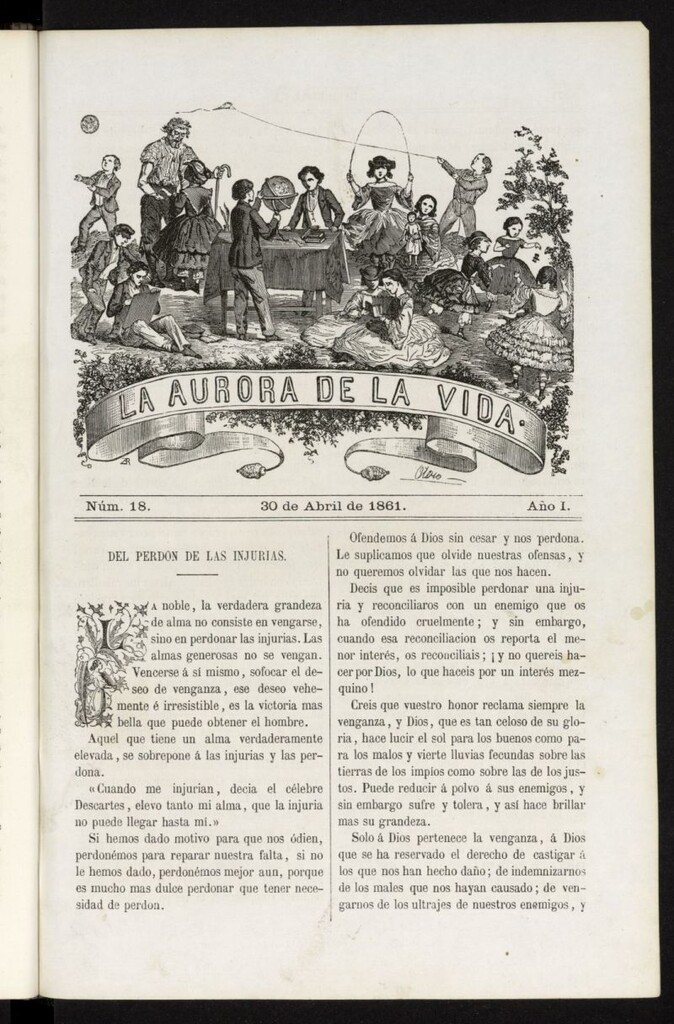 LA AURORA DE LA VIDA.
Núm. 18.
30 de Abril de 1861.
Año I.
DEL PERDON DE LAS INJURIAS.
LA noble, la verdadera grandeza
de alma no consiste en vengarse,
sino en perdonar las injurias. Las
almas generosas no se vengan.
Vencerse á sí mismo, sofocar el de-
seo de venganza, ese deseo vehe-
mente é irresistible, es la victoria mas
bella que puede obtener el hombre.
Aquel que tiene un alma verdaderamente
elevada, se sobrepone á las injurias y las per-
dona.
«Cuando me injurian, decia el célebre
Descartes, elevo tanto mi alma, que la injuria
no puede llegar hasta mí.»
Si hemos dado motivo para que nos ódien,
perdonémos para reparar nuestra falta, si no
le hemos dado, perdonémos mejor aun, porque
es mucho mas dulce perdonar que tener nece-
sidad de perdon.
Ofendemos á Dios sin cesar y nos perdona.
Le suplicamos que olvide nuestras ofensas, y
no queremos olvidar las que nos hacen.
Decis que es imposible perdonar una inju-
ria y reconciliaros con un enemigo que os
ha ofendido cruelmente; y sin embargo,
cuando esa reconciliacion os reporta el me-
nor interés, os reconciliais; ¡y no quereis ha-
cer por Dios, lo que haceis por un interés mez-
quino!
Creis que vuestro honor reclama siempre la
venganza, y Dios, que es tan celoso de su glo-
ria, hace lucir el sol para los buenos como pa-
ra los malos y vierte lluvias fecundas sobre las
tierras de los impíos como sobre las de los jus-
tos. Puede reducir á polvo á sus enemigos, y
sin embargo sufre y tolera, y así hace brillar
mas su grandeza.
Solo á Dios pertenece la venganza, á Dios
que se ha reservado el derecho de castigar á
los que nos han hecho daño; de indemnizarnos
de los males que nos hayan causado; de ven-
garnos de los ultrajes de nuestros enemigos, y